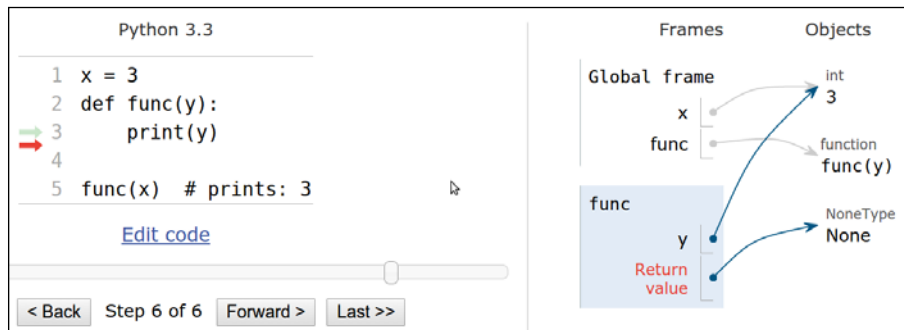 Python 3.3
1 x = 3
2 def func(y):
3     print(y)
4
5 func(x)  # prints: 3
Edit code
< Back Step 6 of 6 Forward > Last >>
Frames Objects
Global frame
x
func
int
3
function
func(y)
func
y
Return
value
NoneType
None